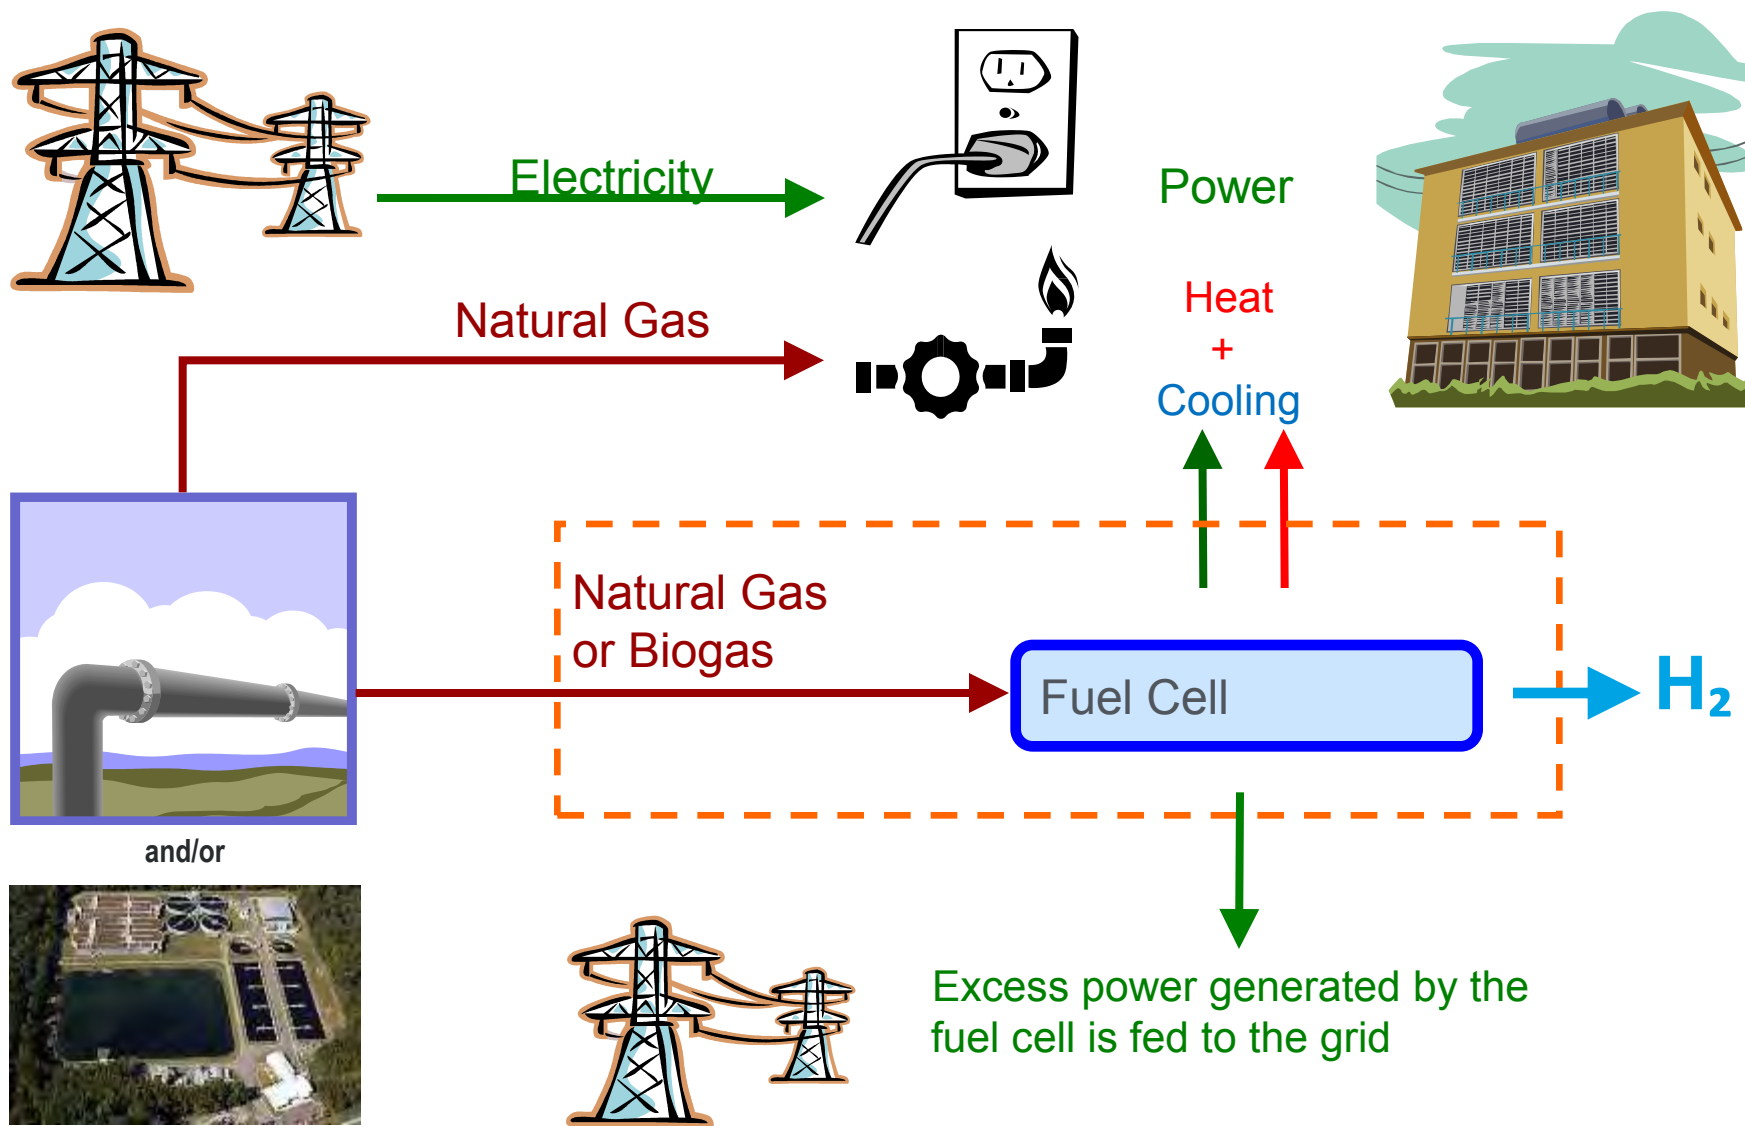 Electricity
Power
Natural Gas
Heat
+
Cooling
Natural Gas
or Biogas
Fuel Cell
H₂
and/or
Excess power generated by the
fuel cell is fed to the grid